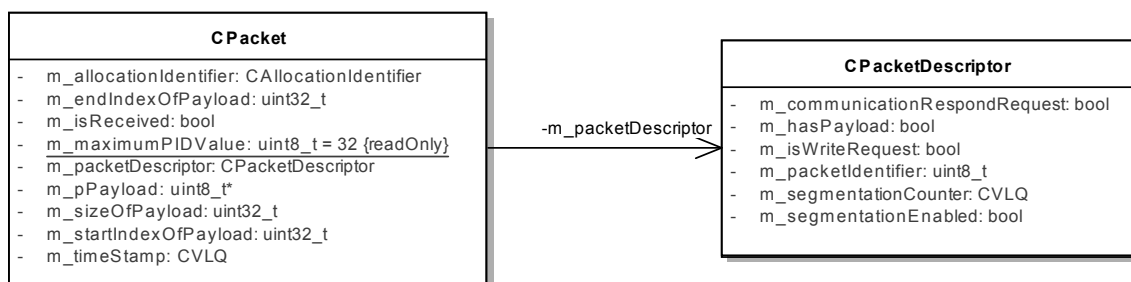 CPacket
- m_allocationIdentifier: CAllocationIdentifier
- m_endIndexOfPayload: uint32_t
- m_isReceived: bool
- m_maximumPIDValue: uint8_t = 32 {readOnly}
- m_packetDescriptor: CPacketDescriptor
- m_pPayload: uint8_t*
- m_sizeOfPayload: uint32_t
- m_startIndexOfPayload: uint32_t
- m_timeStamp: CVLQ
-m_packetDescriptor
CPacketDescriptor
- m_communicationRespondRequest: bool
- m_hasPayload: bool
- m_isWriteRequest: bool
- m_packetIdentifier: uint8_t
- m_segmentationCounter: CVLQ
- m_segmentationEnabled: bool